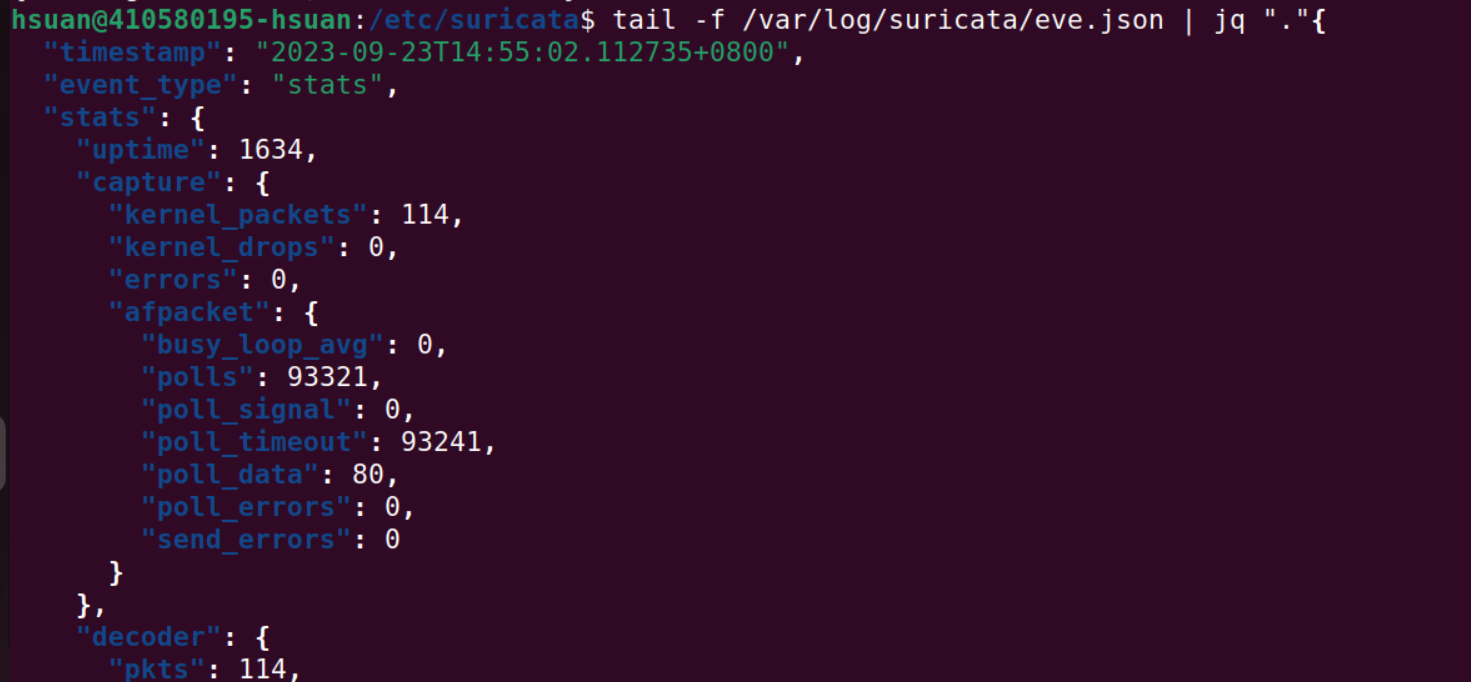 hsuan@410580195-hsuan:/etc/suricata$ tail -f /var/log/suricata/eve.json | jq "."{
  "timestamp": "2023-09-23T14:55:02.112735+0800",
  "event_type": "stats",
  "stats": {
    "uptime": 1634,
    "capture": {
      "kernel_packets": 114,
      "kernel_drops": 0,
      "errors": 0,
      "afpacket": {
        "busy_loop_avg": 0,
        "polls": 93321,
        "poll_signal": 0,
        "poll_timeout": 93241,
        "poll_data": 80,
        "poll_errors": 0,
        "send_errors": 0
      }
    },
    "decoder": {
      "pkts": 114,